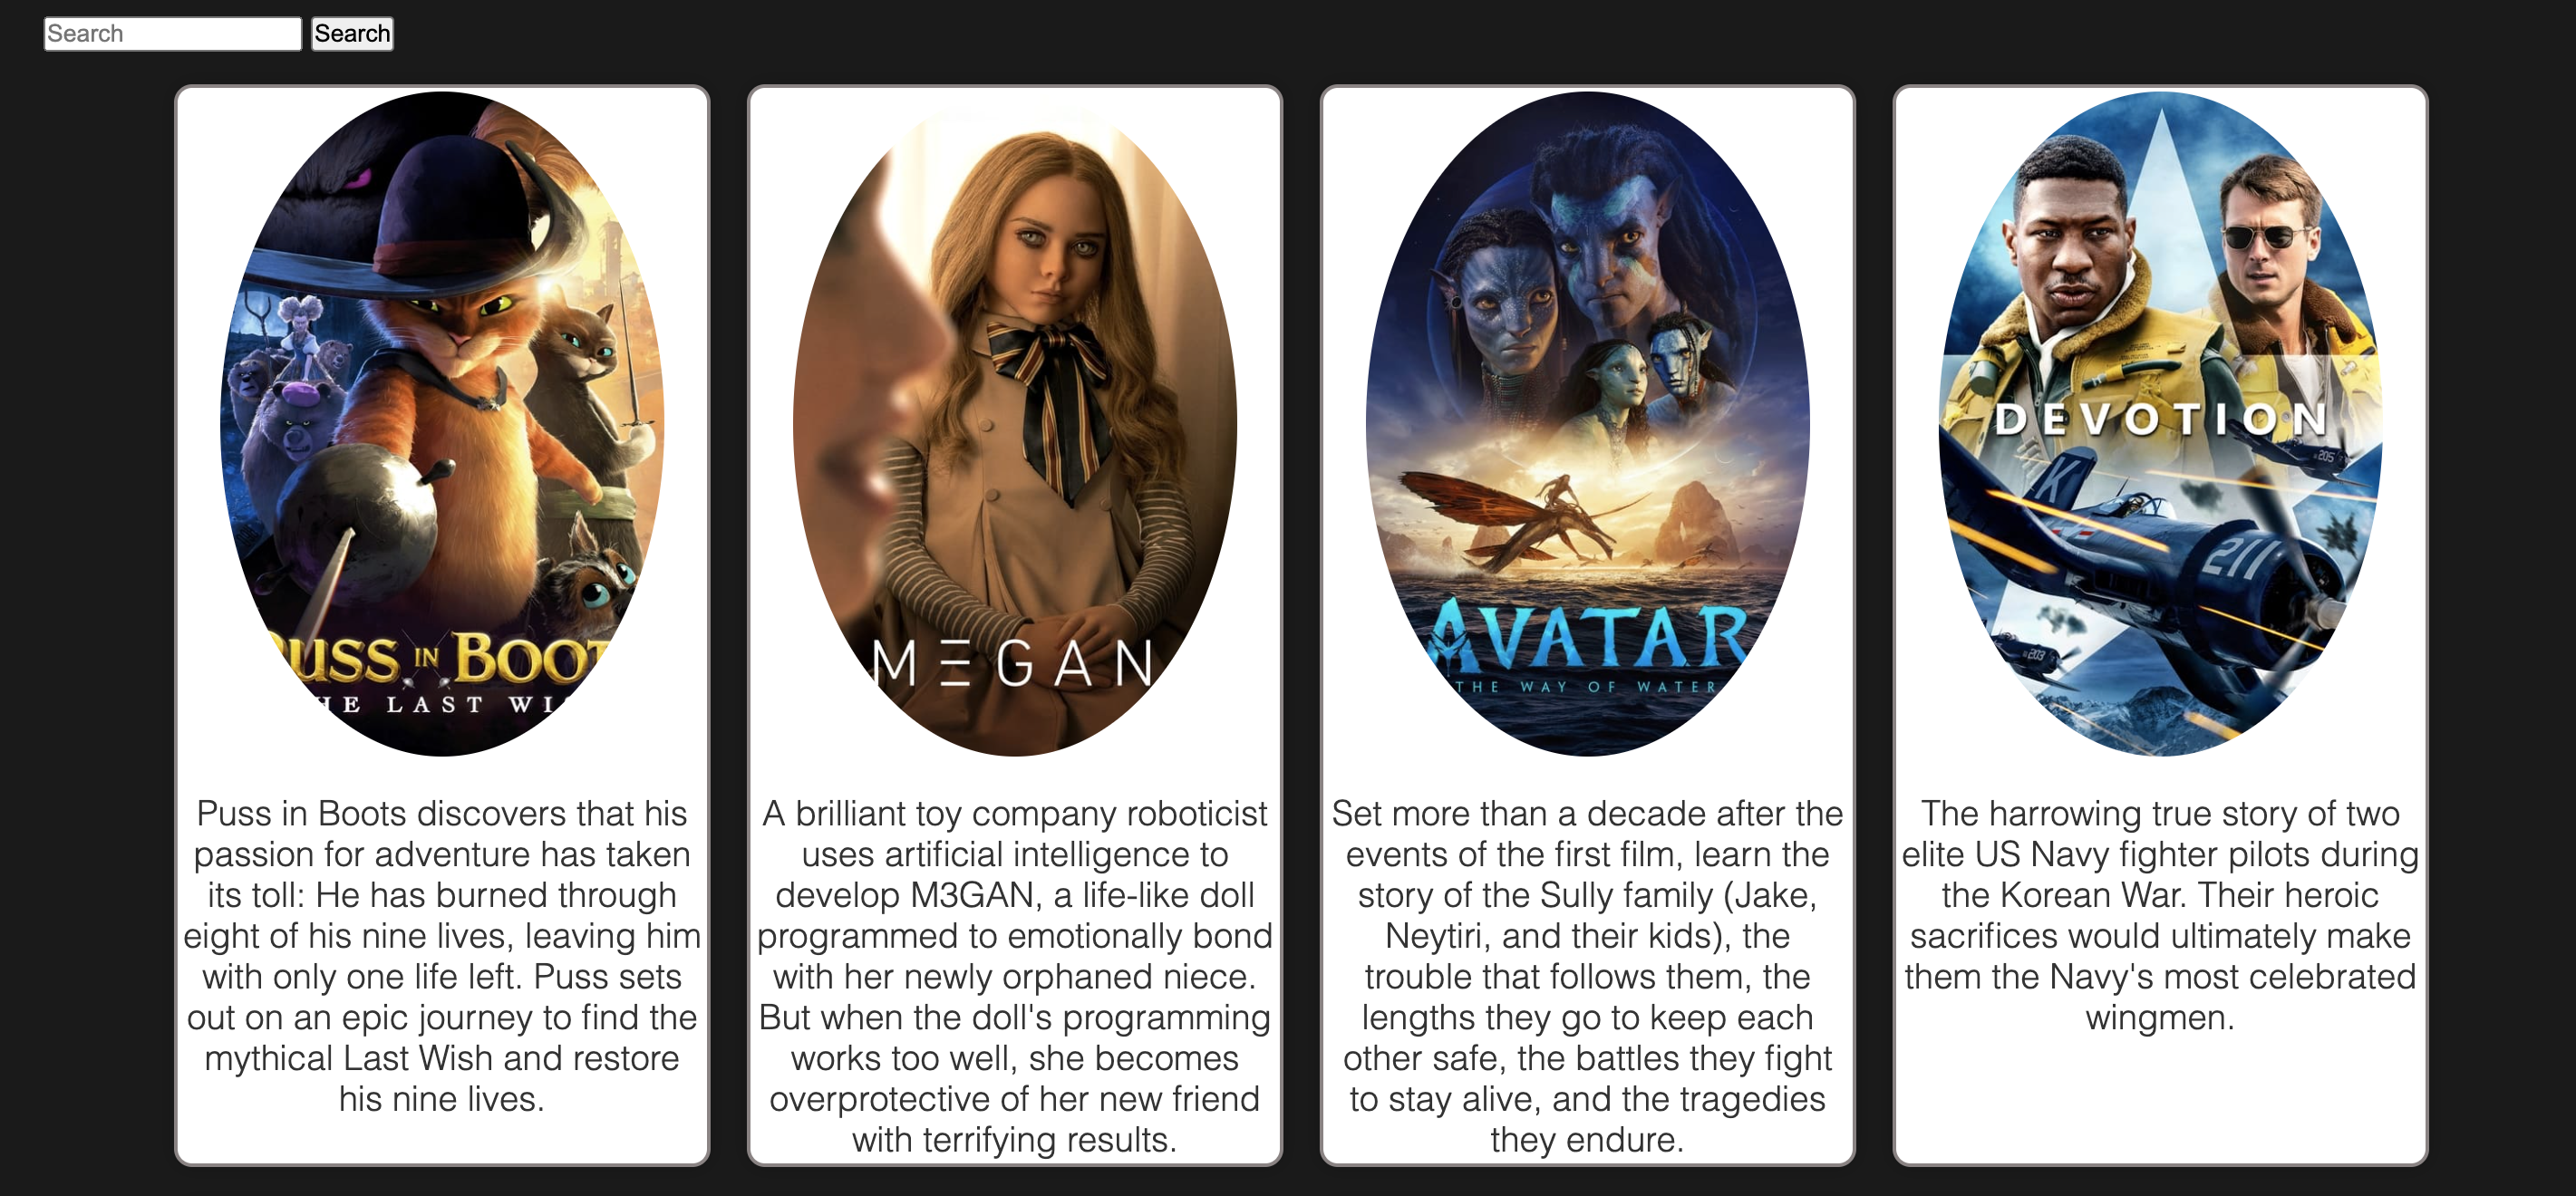 Search Search
PUSS IN BOOT
HE LAST WI
Puss in Boots discovers that his
passion for adventure has taken
its toll: He has burned through
eight of his nine lives, leaving him
with only one life left. Puss sets
out on an epic journey to find the
mythical Last Wish and restore
his nine lives.
MΞGAN
A brilliant toy company roboticist
uses artificial intelligence to
develop M3GAN, a life-like doll
programmed to emotionally bond
with her newly orphaned niece.
But when the doll's programming
works too well, she becomes
overprotective of her new friend
with terrifying results.
AVATAR
THE WAY OF WATER
Set more than a decade after the
events of the first film, learn the
story of the Sully family (Jake,
Neytiri, and their kids), the
trouble that follows them, the
lengths they go to keep each
other safe, the battles they fight
to stay alive, and the tragedies
they endure.
DEVOTION
205
K
211
203
The harrowing true story of two
elite US Navy fighter pilots during
the Korean War. Their heroic
sacrifices would ultimately make
them the Navy's most celebrated
wingmen.